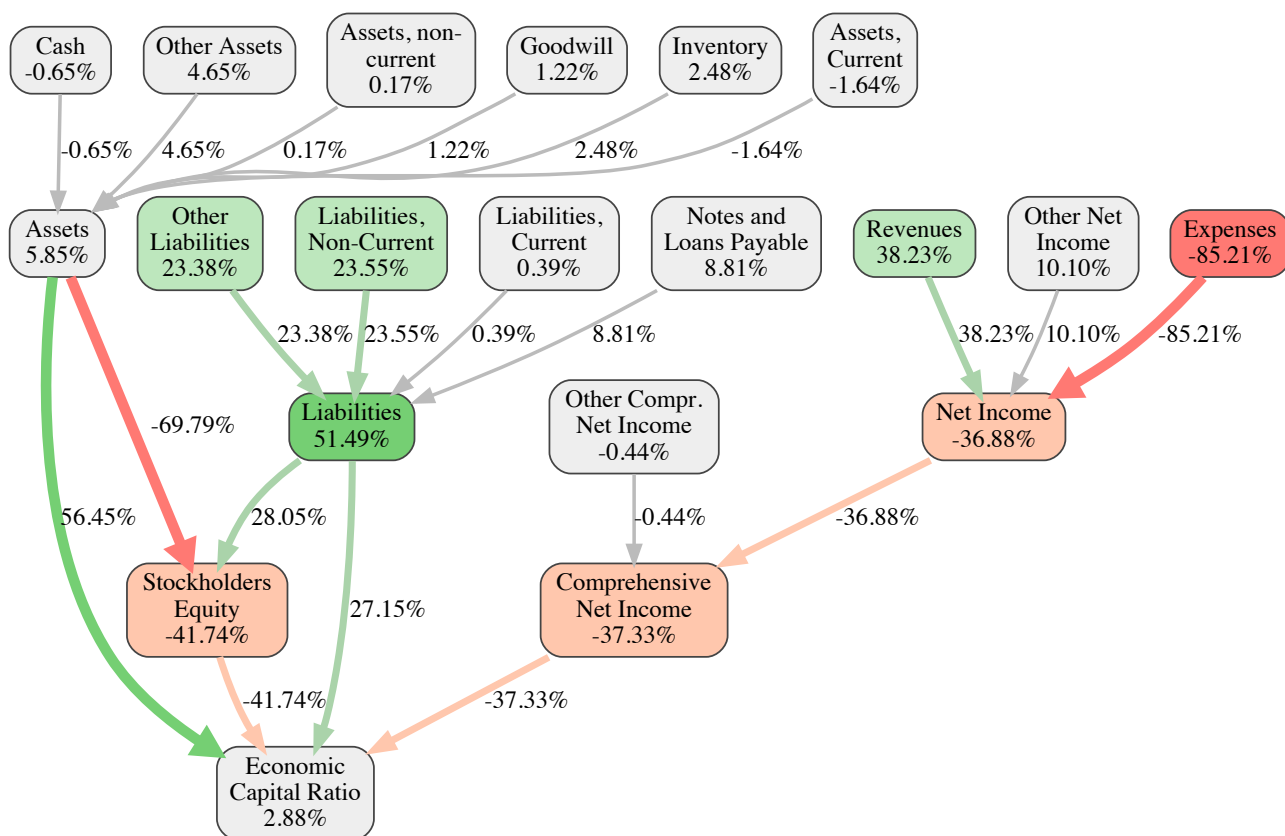 Cash
-0.65%
Other Assets
4.65%
Assets, non-
current
0.17%
Goodwill
1.22%
Inventory
2.48%
Assets,
Current
-1.64%
-0.65%
4.65%
0.17%
1.22%
2.48%
-1.64%
Assets
5.85%
Other
Liabilities
23.38%
Liabilities,
Non-Current
23.55%
Liabilities,
Current
0.39%
Notes and
Loans Payable
8.81%
Revenues
38.23%
Other Net
Income
10.10%
Expenses
-85.21%
23.38%
23.55%
0.39%
8.81%
38.23%
10.10%
-85.21%
-69.79%
Liabilities
51.49%
Other Compr.
Net Income
-0.44%
Net Income
-36.88%
56.45%
28.05%
-0.44%
-36.88%
Stockholders
Equity
-41.74%
27.15%
Comprehensive
Net Income
-37.33%
-41.74%
-37.33%
Economic
Capital Ratio
2.88%